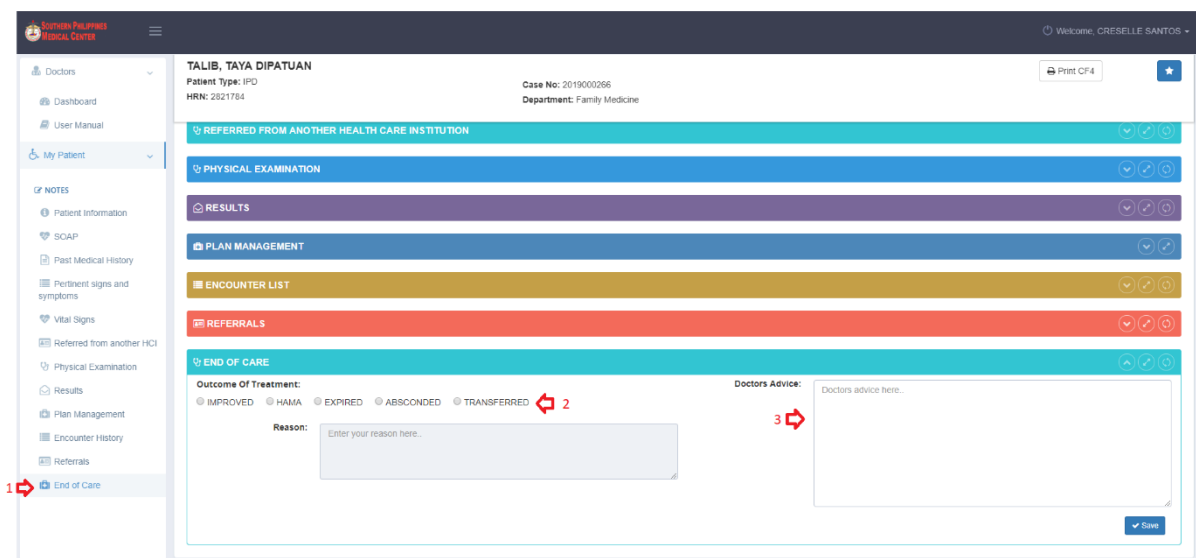 SOUTHERN PHILIPPINES
MEDICAL CENTER
Welcome, CRESELLE SANTOS
Doctors
Dashboard
User Manual
My Patient
NOTES
Patient Information
SOAP
Past Medical History
Pertinent signs and
symptoms
Vital Signs
Referred from another HCI
Physical Examination
Results
Plan Management
Encounter History
Referrals
1
End of Care
TALIB, TAYA DIPATUAN
Patient Type: IPD
HRN: 2821784
Case No: 2019000266
Department: Family Medicine
Print CF4
REFERRED FROM ANOTHER HEALTH CARE INSTITUTION
PHYSICAL EXAMINATION
RESULTS
PLAN MANAGEMENT
ENCOUNTER LIST
REFERRALS
END OF CARE
Outcome Of Treatment:
IMPROVED HAMA EXPIRED ABSCONDED TRANSFERRED 2
Reason: Enter your reason here..
Doctors Advice: Doctors advice here..
3
Save